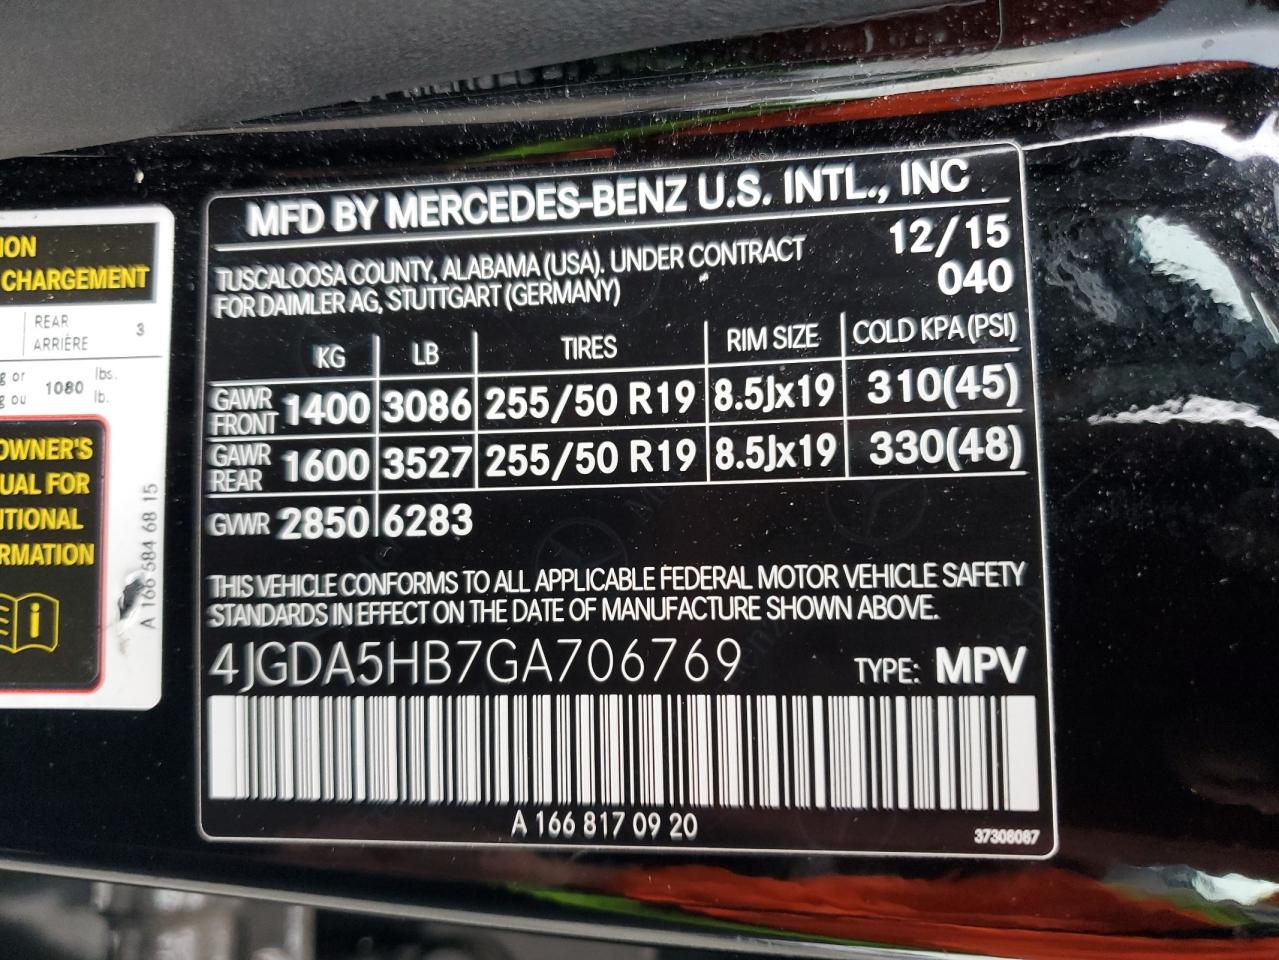 ION
CHARGEMENT
REAR
ARRIÈRE 3
g or 1080 lbs.
g ou lb.
OWNER'S
UAL FOR
ITIONAL
RMATION
A 166 584 68 15
MFD BY MERCEDES-BENZ U.S. INTL., INC
TUSCALOOSA COUNTY, ALABAMA (USA). UNDER CONTRACT 12/15
FOR DAIMLER AG, STUTTGART (GERMANY) 040
KG LB TIRES RIM SIZE COLD KPA (PSI)
GAWR FRONT 1400 3086 255/50 R19 8.5Jx19 310(45)
GAWR REAR 1600 3527 255/50 R19 8.5Jx19 330(48)
GVWR 2850 6283
THIS VEHICLE CONFORMS TO ALL APPLICABLE FEDERAL MOTOR VEHICLE SAFETY
STANDARDS IN EFFECT ON THE DATE OF MANUFACTURE SHOWN ABOVE.
4JGDA5HB7GA706769 TYPE: MPV
A 166 817 09 20
37308087